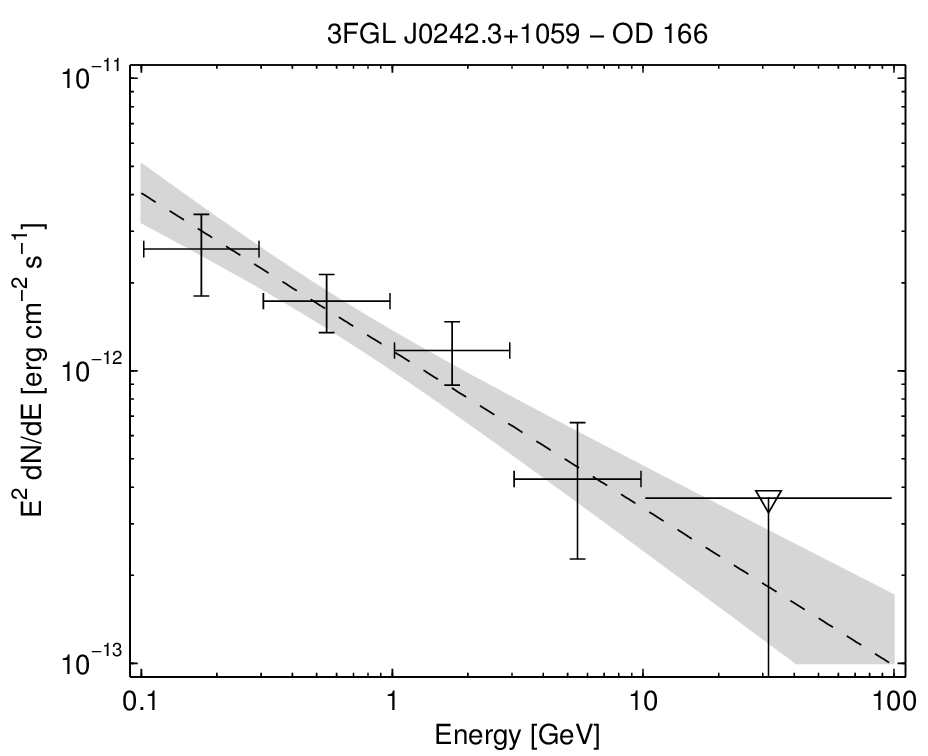 3FGL J0242.3+1059 − OD 166
E² dN/dE [erg cm⁻² s⁻¹]
10⁻¹¹
10⁻¹²
10⁻¹³
0.1 1 10 100
Energy [GeV]